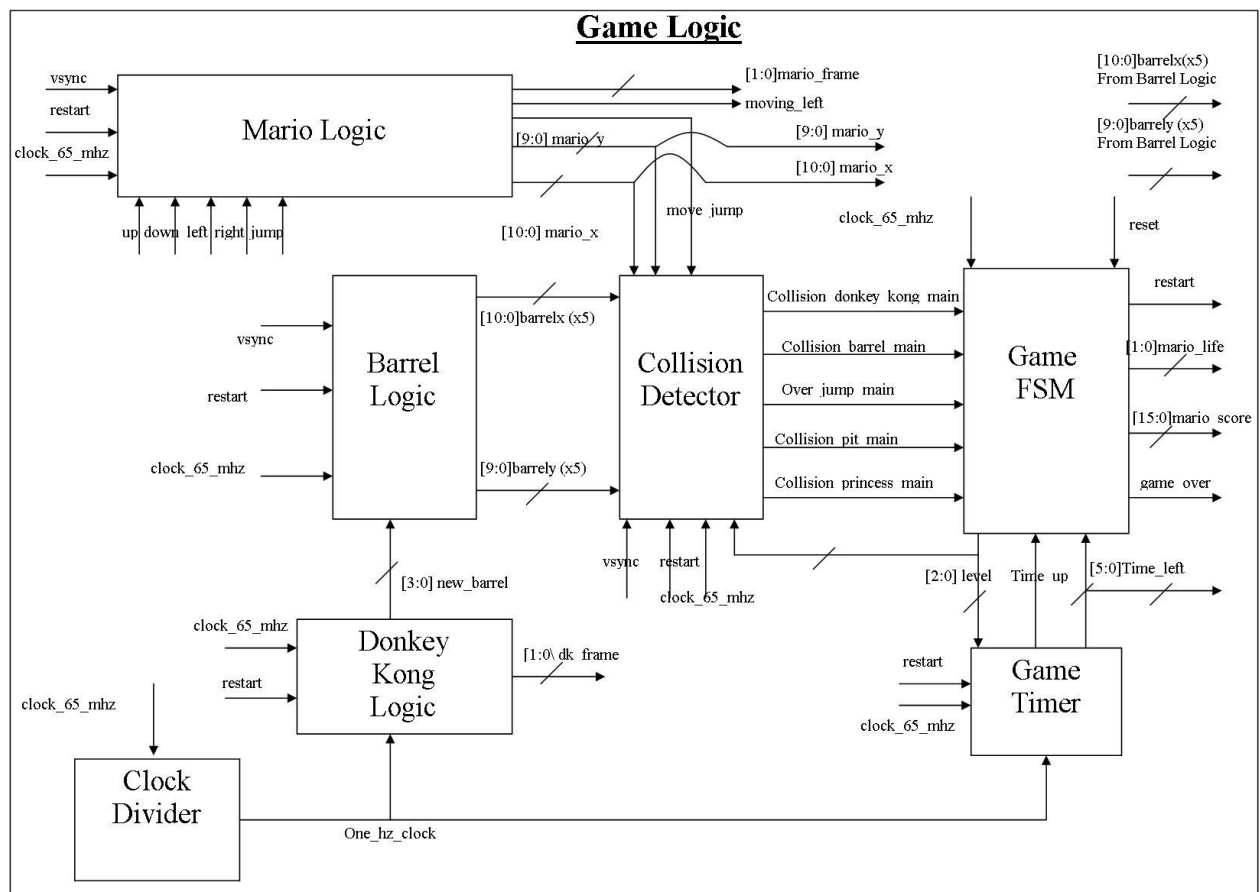 Game Logic
vsync
restart
clock_65_mhz
Mario Logic
up down left right jump
[1:0]mario_frame
moving_left
[9:0] mario_y
[9:0] mario_y
[10:0] mario_x
[10:0] mario_x
move jump
[10:0]barrelx(x5)
From Barrel Logic
[9:0]barrely (x5)
From Barrel Logic
clock_65_mhz
reset
vsync
restart
clock_65_mhz
Barrel
Logic
[10:0]barrelx (x5)
[9:0]barrely (x5)
Collision
Detector
vsync
restart
clock_65_mhz
Collision donkey kong main
Collision barrel main
Over jump main
Collision pit main
Collision princess main
Game
FSM
restart
[1:0]mario_life
[15:0]mario score
game over
[2:0] level
Time up
[5:0]Time_left
[3:0] new_barrel
clock_65_mhz
restart
Donkey
Kong
Logic
[1:0\ dk frame
restart
clock_65_mhz
Game
Timer
clock_65_mhz
Clock
Divider
One_hz_clock